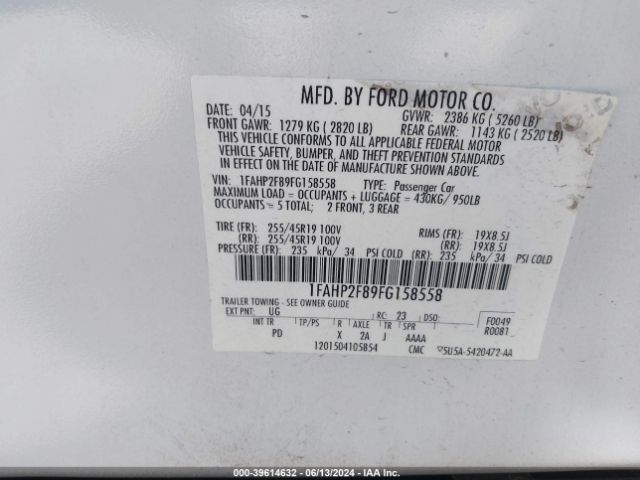 MFD. BY FORD MOTOR CO.
DATE: 04/15 GVWR: 2386 KG ( 5260 LB)
FRONT GAWR: 1279 KG ( 2820 LB) REAR GAWR: 1143 KG ( 2520 LB)
THIS VEHICLE CONFORMS TO ALL APPLICABLE FEDERAL MOTOR
VEHICLE SAFETY, BUMPER, AND THEFT PREVENTION STANDARDS
IN EFFECT ON THE DATE OF MANUFACTURE SHOWN ABOVE.
VIN: 1FAHP2F89FG158558 TYPE: Passenger Car
MAXIMUM LOAD = OCCUPANTS + LUGGAGE = 430KG/ 950LB
OCCUPANTS = 5 TOTAL; 2 FRONT, 3 REAR
TIRE (FR): 255/45R19 100V RIMS (FR): 19X8.5J
(RR): 255/45R19 100V (RR): 19X8.5J
PRESSURE (FR): 235 kPa/ 34 PSI COLD (RR): 235 kPa/ 34 PSI COLD
1FAHP2F89FG158558
TRAILER TOWING - SEE OWNER GUIDE
EXT PNT: UG RC: 23 DSO: F0049
INT TR TP/PS R AXLE TR SPR R0081
PD X 2A J AAAA
1201504105854 CMC 5U5A-5420472-AA
000-39614632 - 06/13/2024 - IAAI.com